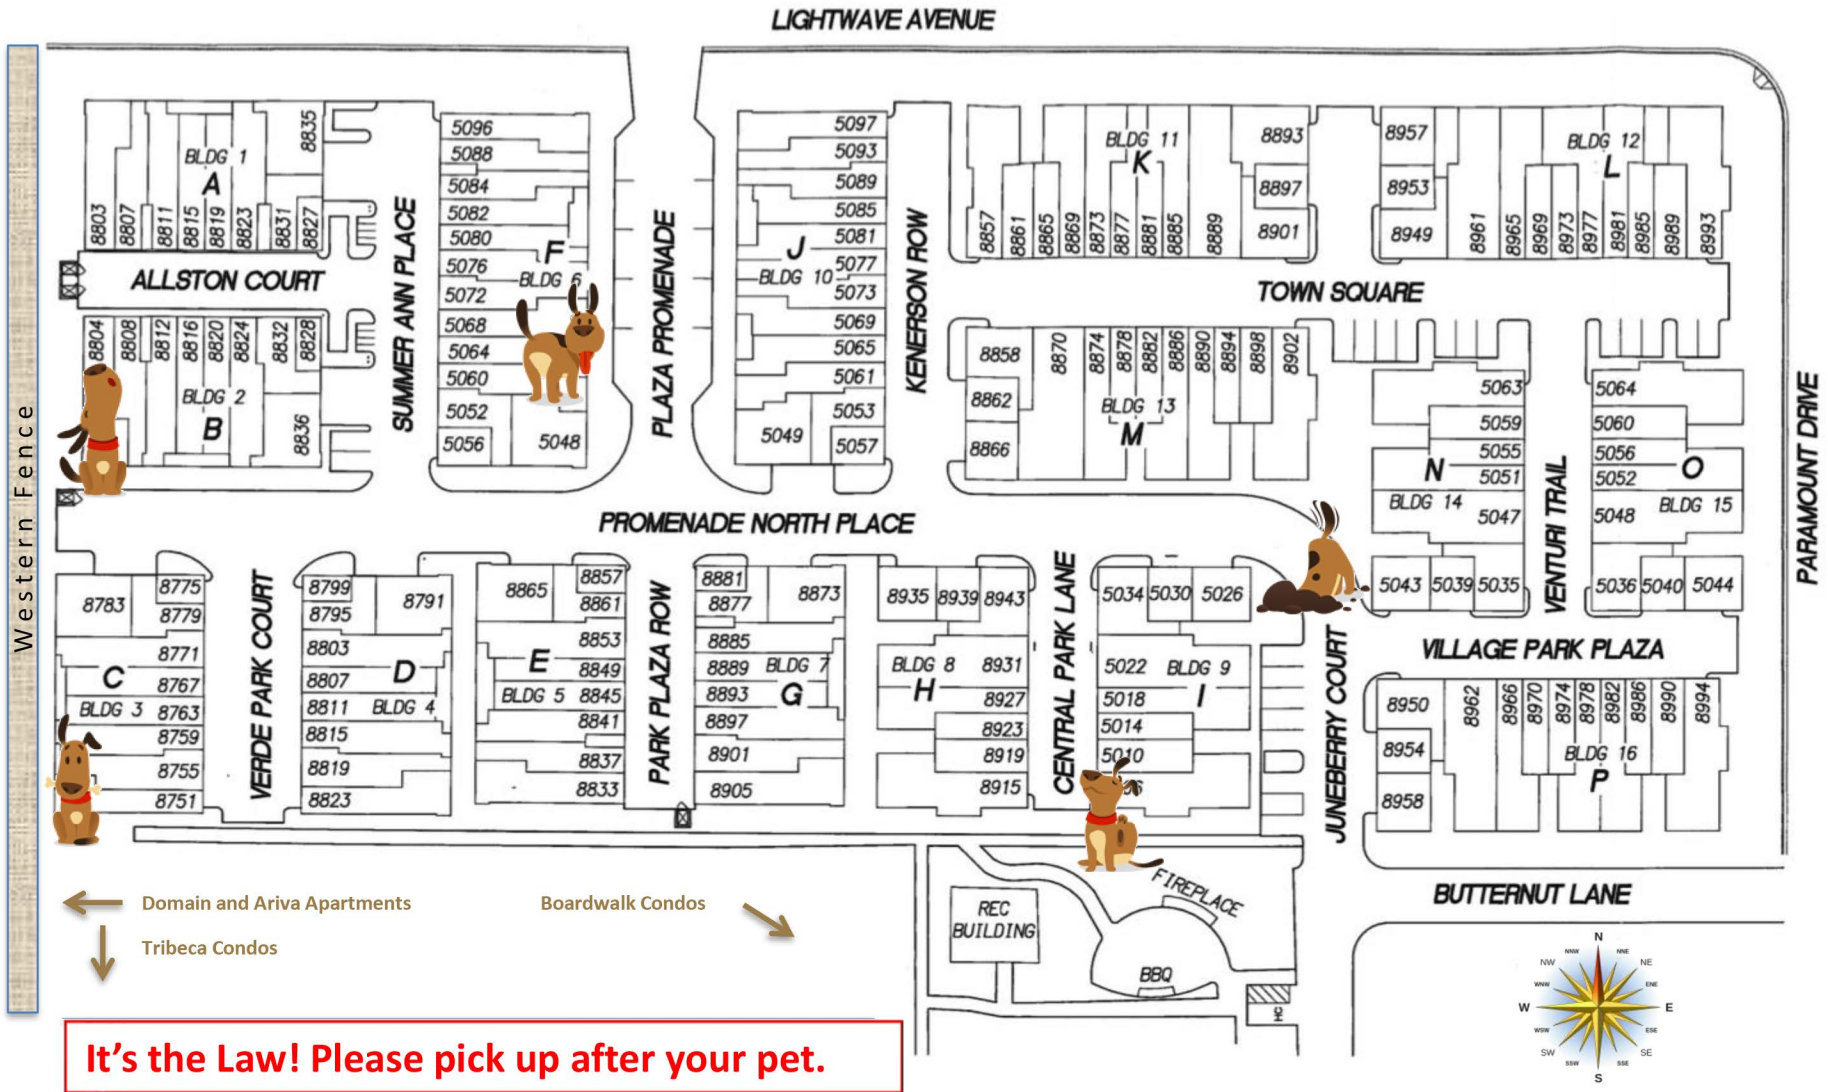 LIGHTWAVE AVENUE
Western Fence
8803
8807
8811
8815
8819
8823
8831
8827
8835
BLDG 1
A
ALLSTON COURT
8804
8808
8812
8816
8820
8824
8832
8828
8836
BLDG 2
B
SUMMER ANN PLACE
5096
5088
5084
5082
5080
5076
5072
5068
5064
5060
5052
5056
5048
F
BLDG 6
PLAZA PROMENADE
5097
5093
5089
5085
5081
5077
5073
5069
5065
5061
5053
5057
5049
J
BLDG 10
KENERSON ROW
BLDG 11
K
8857
8861
8865
8869
8873
8877
8881
8885
8889
8893
8897
8901
BLDG 12
L
8957
8953
8949
8961
8965
8969
8973
8977
8981
8985
8989
8993
TOWN SQUARE
8858
8862
8866
8870
8874
8878
8882
8886
8890
8894
8898
8902
BLDG 13
M
5063
5059
5055
5051
5047
5043
5039
5035
N
BLDG 14
VENTURI TRAIL
5064
5060
5056
5052
5048
5036
5040
5044
O
BLDG 15
PARAMOUNT DRIVE
PROMENADE NORTH PLACE
8783
8775
8779
8771
8767
8763
8759
8755
8751
C
BLDG 3
VERDE PARK COURT
8799
8795
8791
8803
8807
8811
8815
8819
8823
D
BLDG 4
8865
8857
8861
8853
8849
8845
8841
8837
8833
E
BLDG 5
PARK PLAZA ROW
8881
8877
8873
8885
8889
8893
8897
8901
8905
BLDG 7
G
8935
8939
8943
8931
8927
8923
8919
8915
BLDG 8
H
CENTRAL PARK LANE
5034
5030
5026
5022
5018
5014
5010
BLDG 9
I
JUNEBERRY COURT
VILLAGE PARK PLAZA
8950
8954
8958
8962
8966
8970
8974
8978
8982
8986
8990
8994
BLDG 16
P
BUTTERNUT LANE
Domain and Ariva Apartments
Boardwalk Condos
Tribeca Condos
REC
BUILDING
FIREPLACE
BBQ
HC
N
NNW
NNE
NW
NE
WNW
ENE
W
E
WSW
ESE
SW
SE
SSW
SSE
S
It's the Law! Please pick up after your pet.